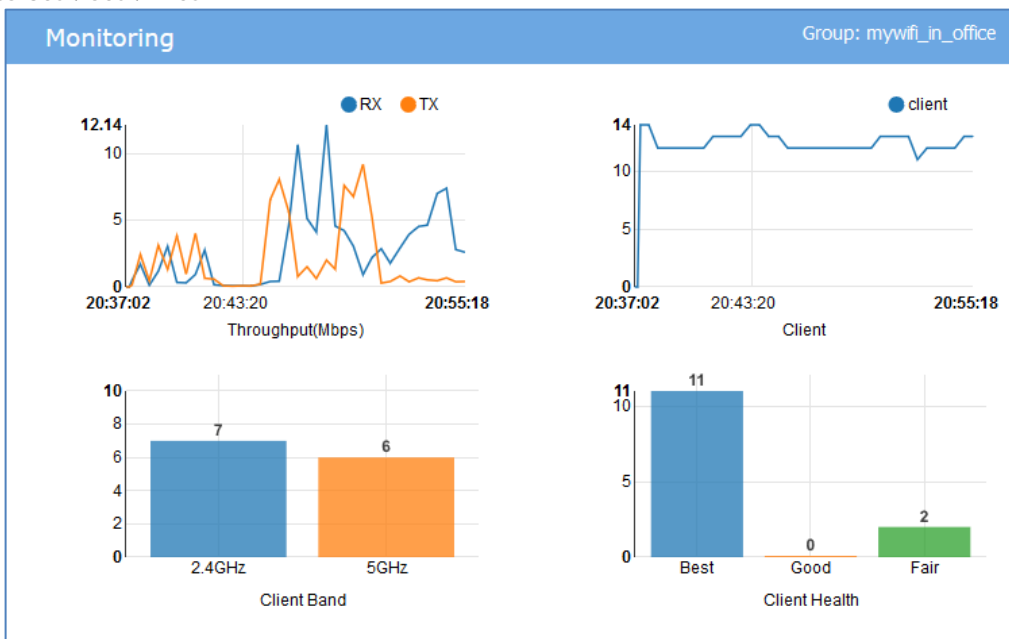 Monitoring
Group: mywifi_in_office
RX TX
12.14
10
5
0
20:37:02 20:43:20 20:55:18
Throughput(Mbps)
client
14
10
5
0
20:37:02 20:43:20 20:55:18
Client
10
8
6
4
2
0
7
6
2.4GHz 5GHz
Client Band
11
10
5
0
11
0
2
Best Good Fair
Client Health